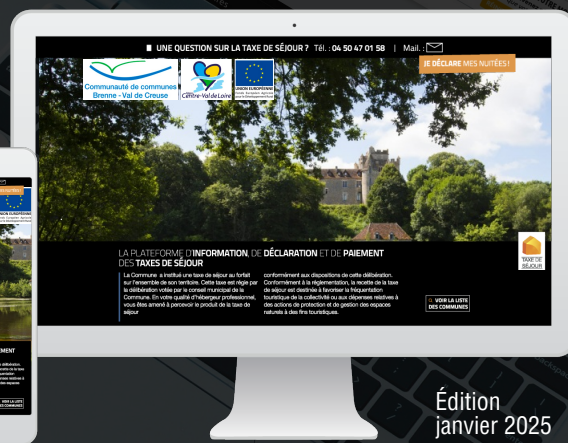 UNE QUESTION SUR LA TAXE DE SÉJOUR ? Tél. : 04 50 47 01 58 | Mail. :
JE DÉCLARE MES NUITÉES !
Communauté de communes
Brenne - Val de Creuse
Centre-Val de Loire
UNION EUROPÉENNE
LA PLATEFORME D'INFORMATION, DE DÉCLARATION ET DE PAIEMENT
DES TAXES DE SÉJOUR
La Commune a institué une taxe de séjour au forfait
sur l'ensemble de son territoire. Cette taxe est régie par
la délibération votée par le conseil municipal de la
Commune. En votre qualité d'hébergeur professionnel,
vous êtes amené à percevoir le produit de la taxe de
séjour
conformément aux dispositions de cette délibération.
Conformément à la réglementation, la recette de la taxe
de séjour est destinée à favoriser la fréquentation
touristique de la collectivité ou aux dépenses relatives à
des actions de protection et de gestion des espaces
naturels à des fins touristiques.
TAXE DE
SÉJOUR
VOIR LA LISTE
DES COMMUNES
UNION EUROPÉENNE
VOIR LA LISTE
DES COMMUNES
Édition
janvier 2025